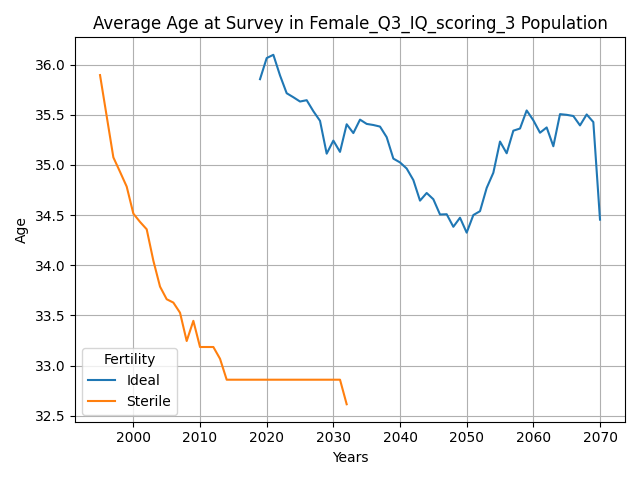 Average Age at Survey in Female_Q3_IQ_scoring_3 Population
36.0
35.5
35.0
34.5
34.0
33.5
33.0
32.5
Age
Fertility
Ideal
Sterile
2000 2010 2020 2030 2040 2050 2060 2070
Years